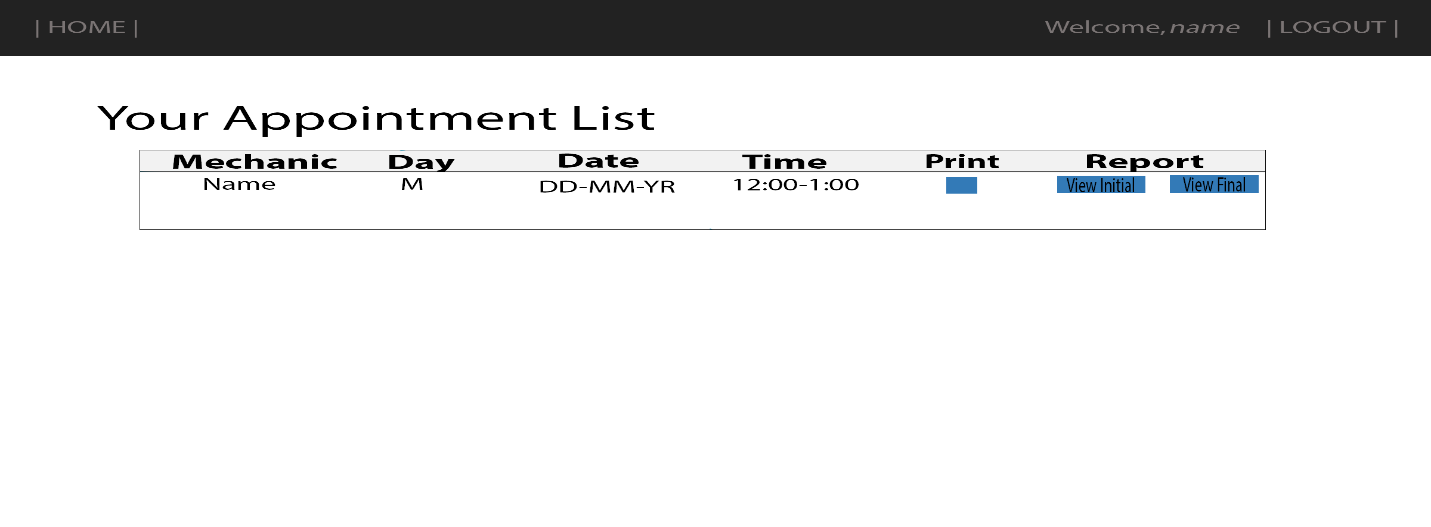 | HOME | Welcome, name | LOGOUT |
Your Appointment List
Mechanic Day Date Time Print Report
Name M DD-MM-YR 12:00-1:00 View Initial View Final